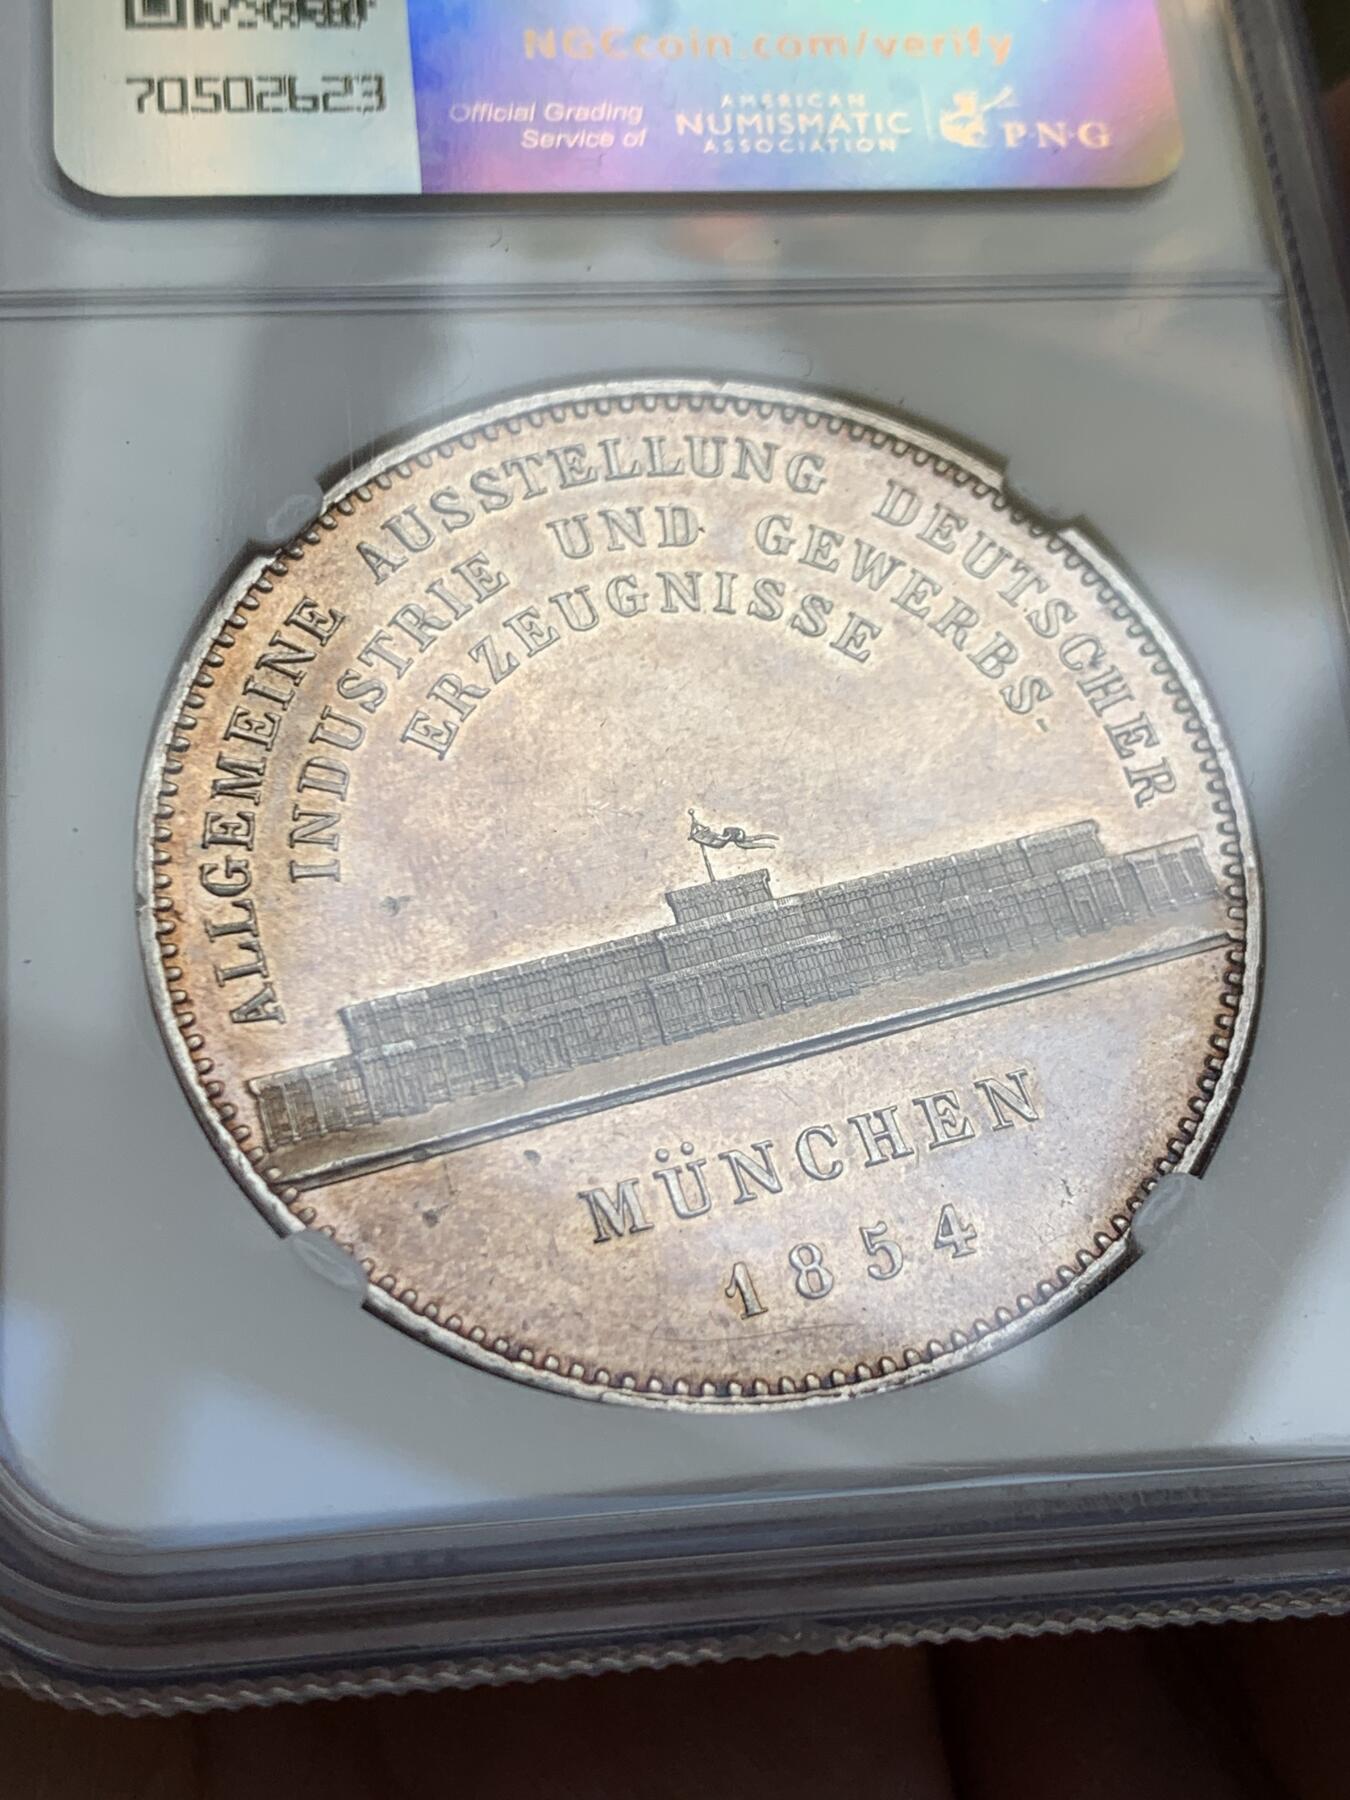 NGCcoin.com/verify
70502623
Official Grading
Service of
AMERICAN
NUMISMATIC
ASSOCIATION
P·N·G
ALLGEMEINE AUSSTELLUNG DEUTSCHER
INDUSTRIE UND GEWERBS-
ERZEUGNISSE
MÜNCHEN
1854